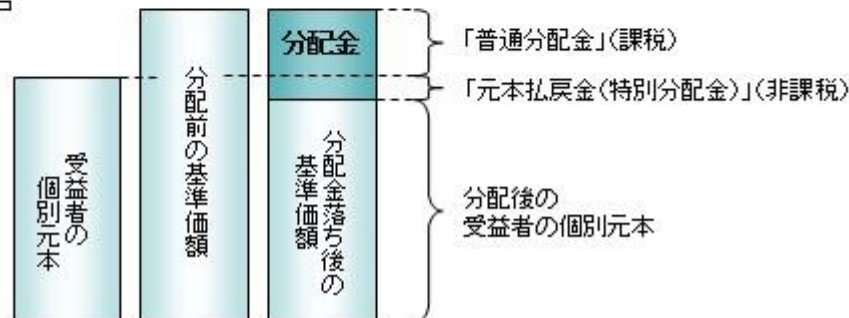 分配金
「普通分配金」(課税)
「元本払戻金(特別分配金)」(非課税)
受益者の
個別元本
分配前の基準価額
分配金落ち後の
基準価額
分配後の
受益者の個別元本